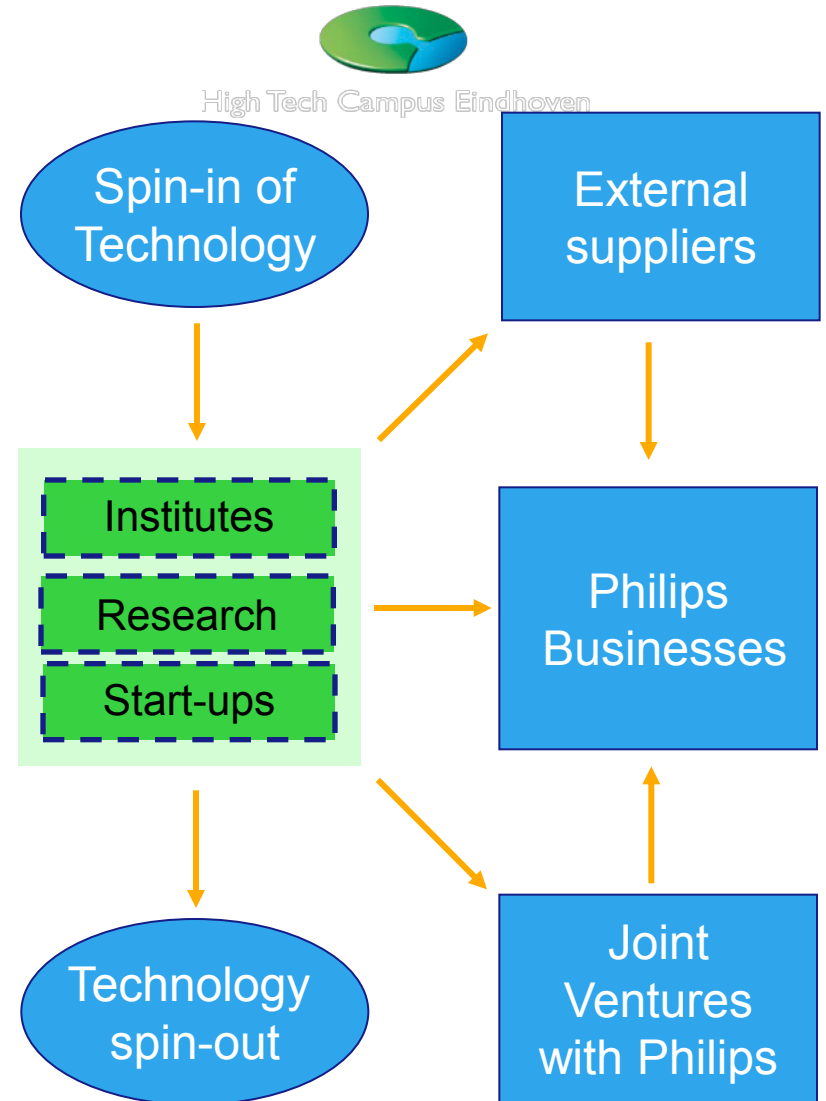 High Tech Campus Eindhoven
Spin-in of
Technology
External
suppliers
Institutes
Research
Start-ups
Philips
Businesses
Technology
spin-out
Joint
Ventures
with Philips